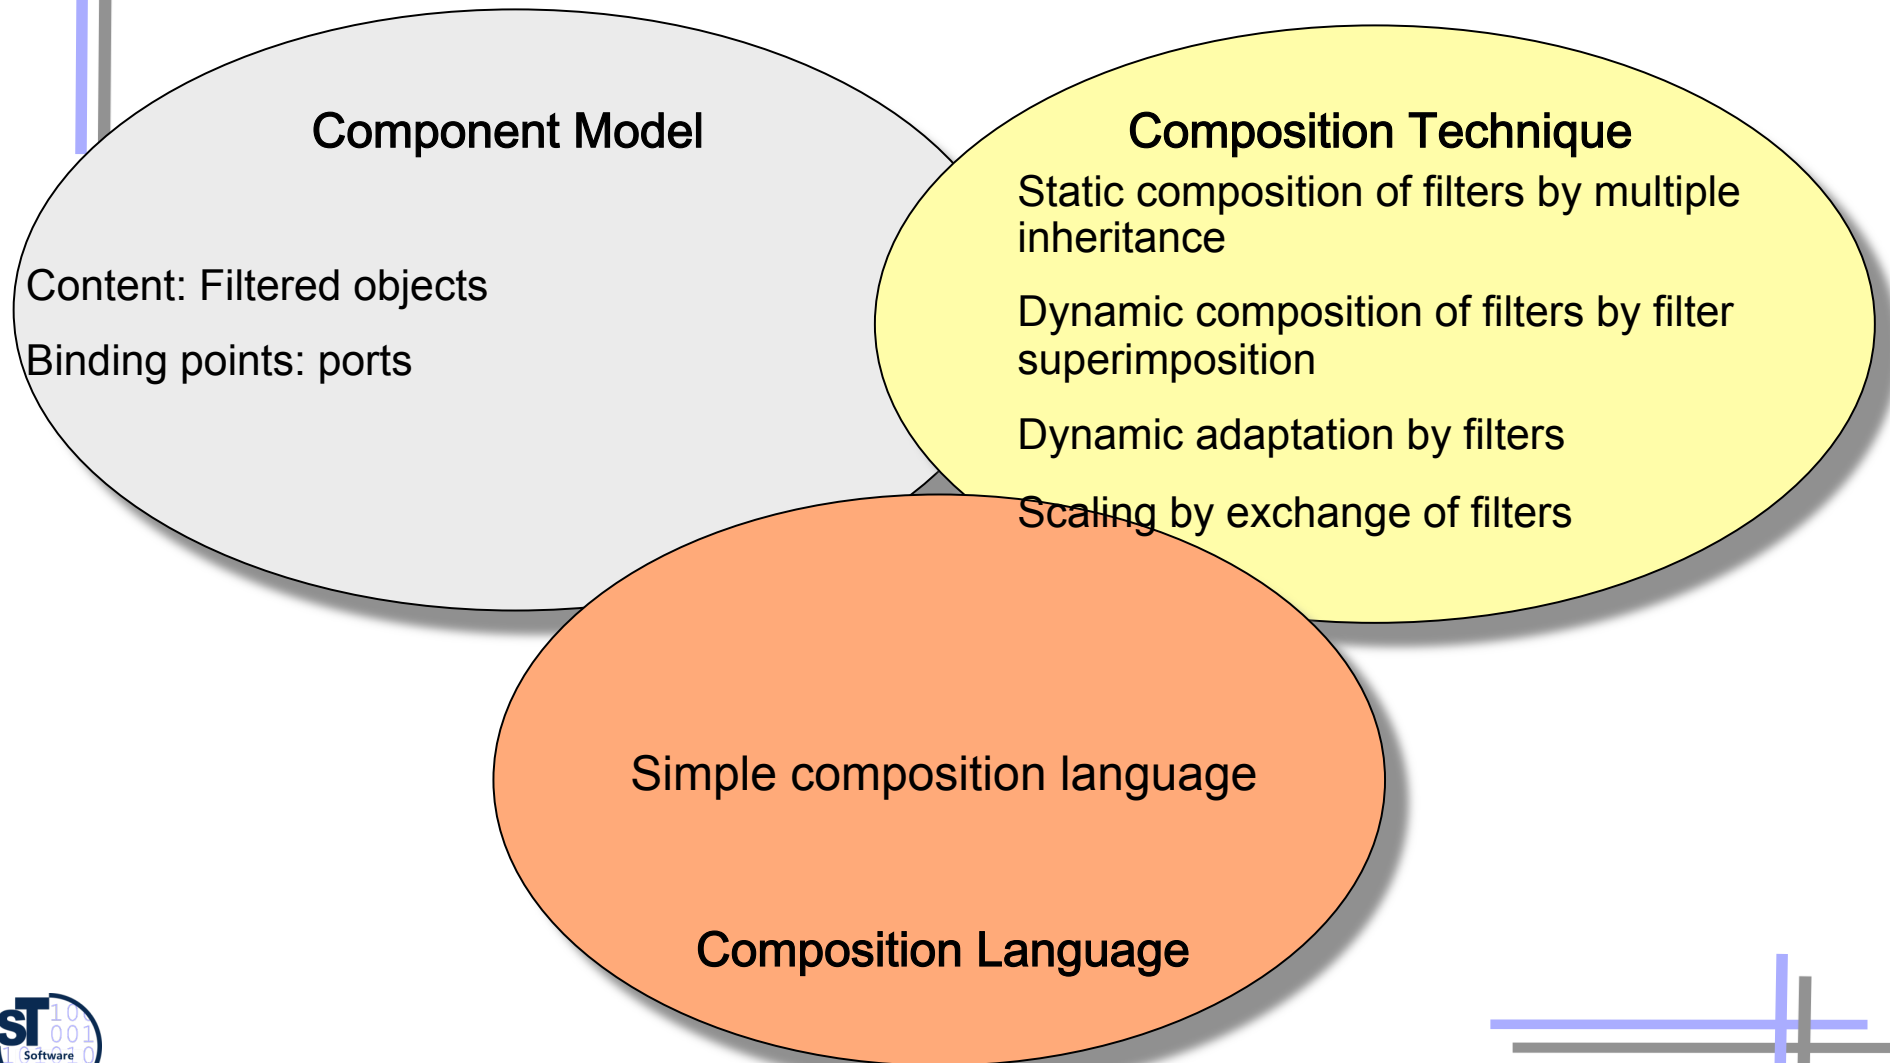 Component Model
Content: Filtered objects
Binding points: ports
Composition Technique
Static composition of filters by multiple
inheritance
Dynamic composition of filters by filter
superimposition
Dynamic adaptation by filters
Scaling by exchange of filters
Simple composition language
Composition Language
ST
Software